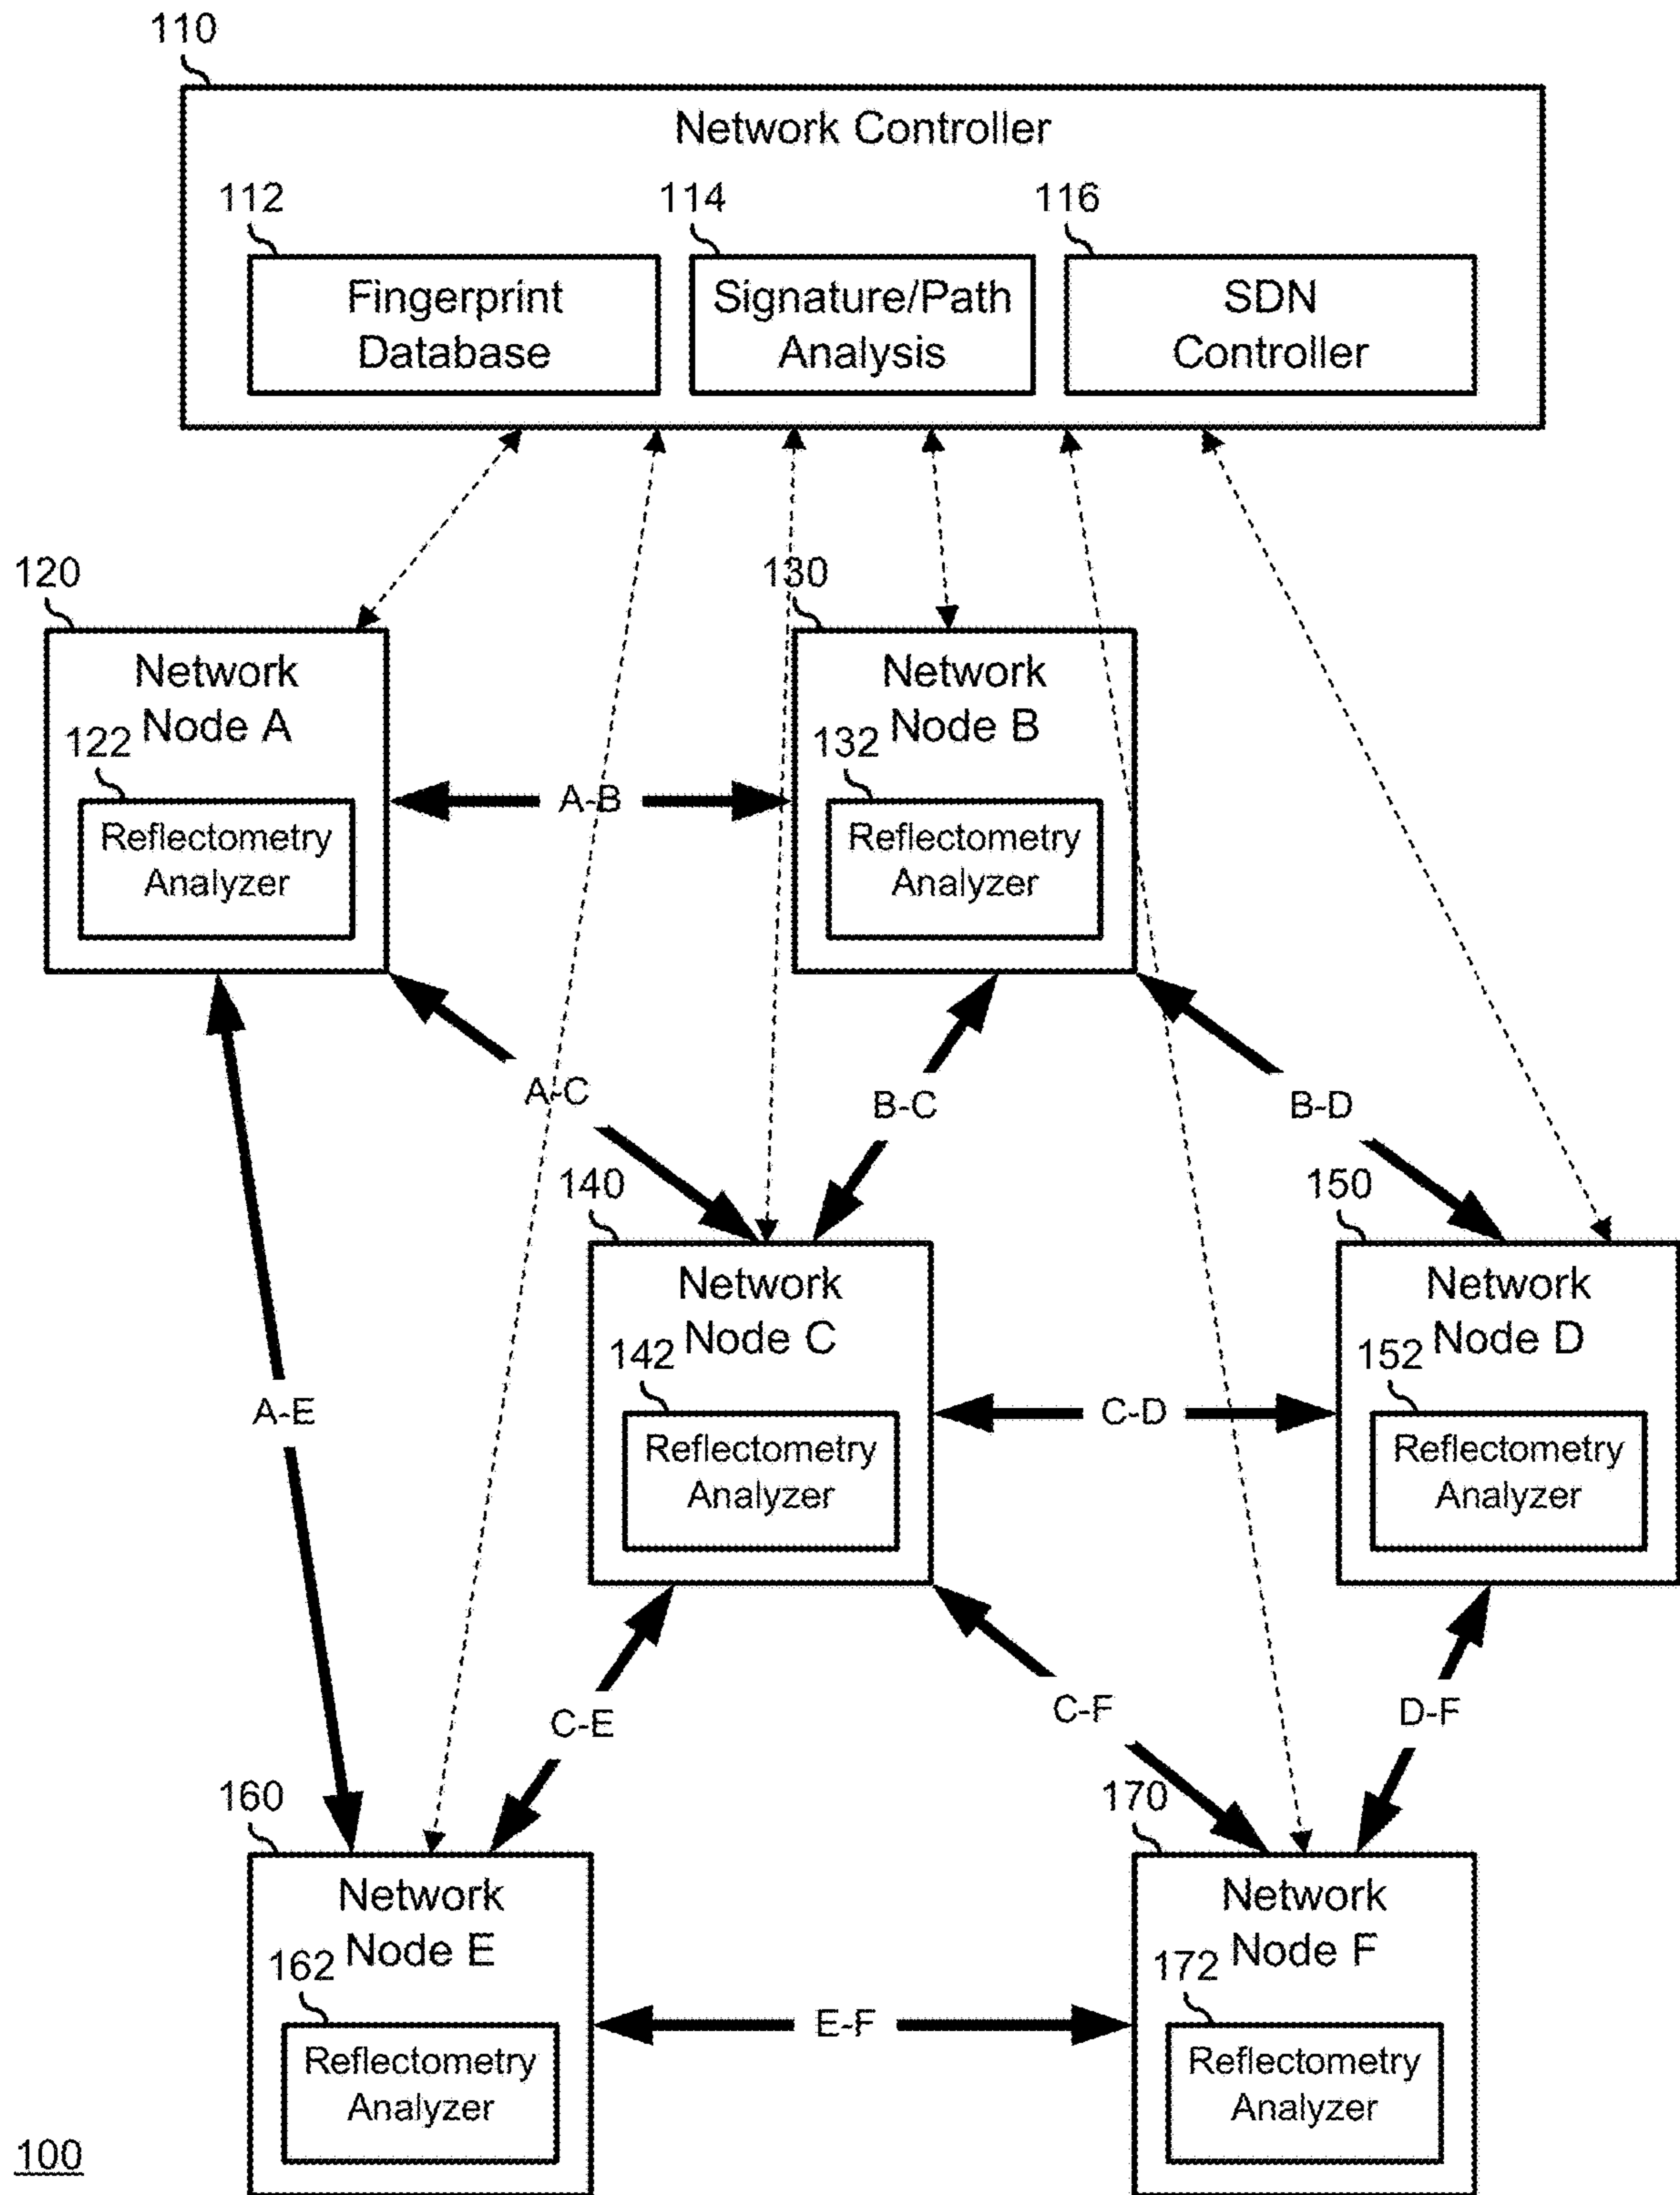 110
Network Controller
112
114
116
Fingerprint
Database
Signature/Path
Analysis
SDN
Controller
120
130
Network
Node A
122
Reflectometry
Analyzer
A-B
Network
Node B
132
Reflectometry
Analyzer
A-C
B-C
B-D
140
150
Network
Node C
142
Reflectometry
Analyzer
A-E
C-D
Network
Node D
152
Reflectometry
Analyzer
C-E
C-F
D-F
160
170
Network
Node E
162
Reflectometry
Analyzer
E-F
Network
Node F
172
Reflectometry
Analyzer
100